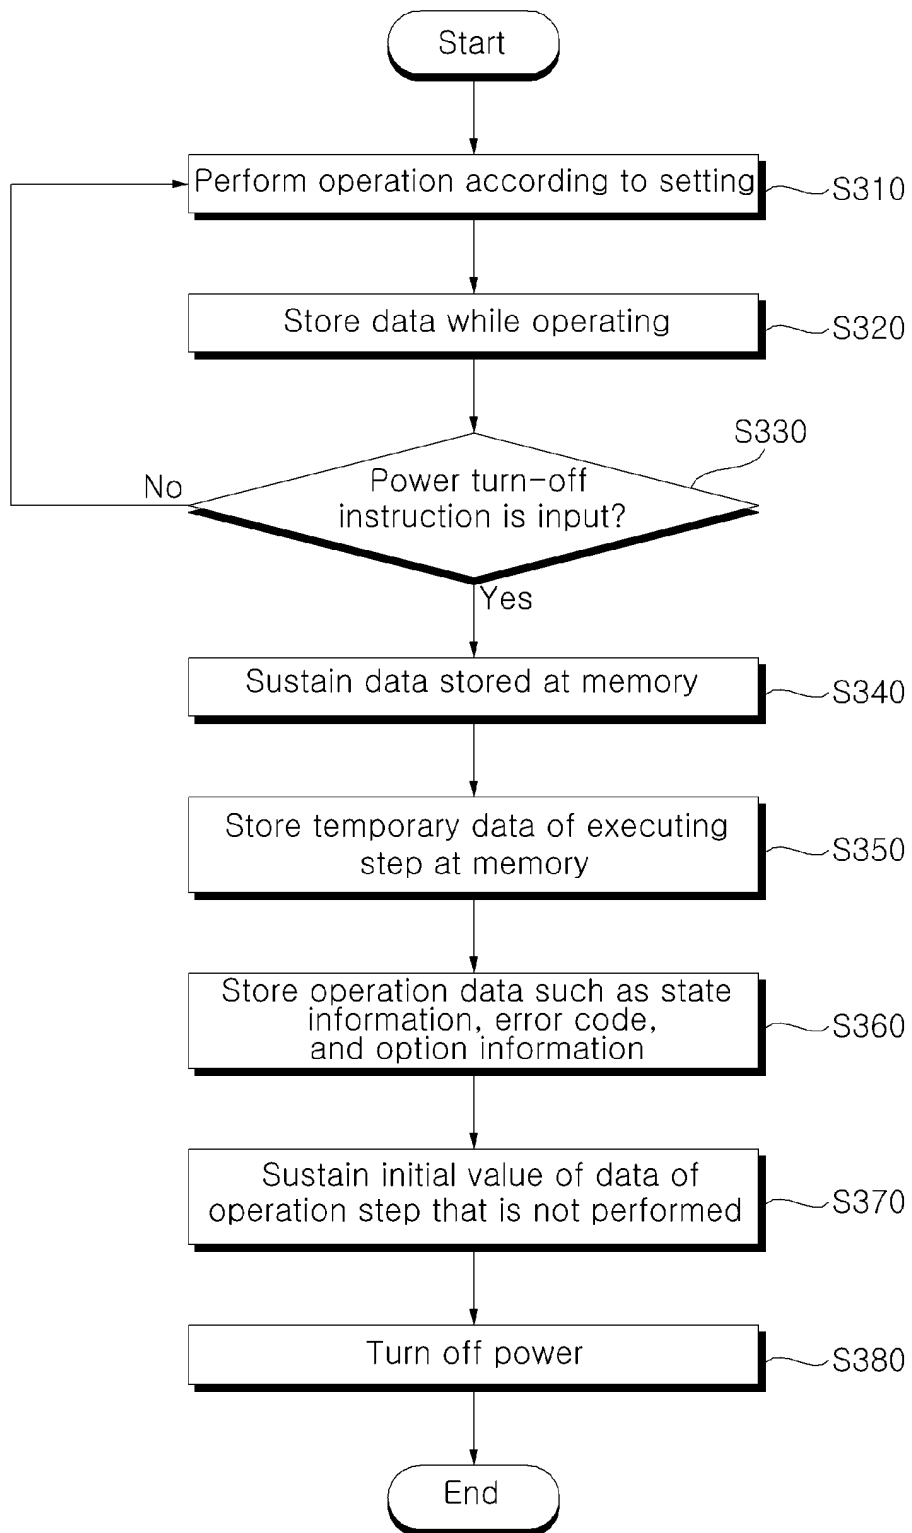 Start
Perform operation according to setting
S310
Store data while operating
S320
S330
Power turn-off
instruction is input?
No
Yes
Sustain data stored at memory
S340
Store temporary data of executing
step at memory
S350
Store operation data such as state
information, error code,
and option information
S360
Sustain initial value of data of
operation step that is not performed
S370
Turn off power
S380
End